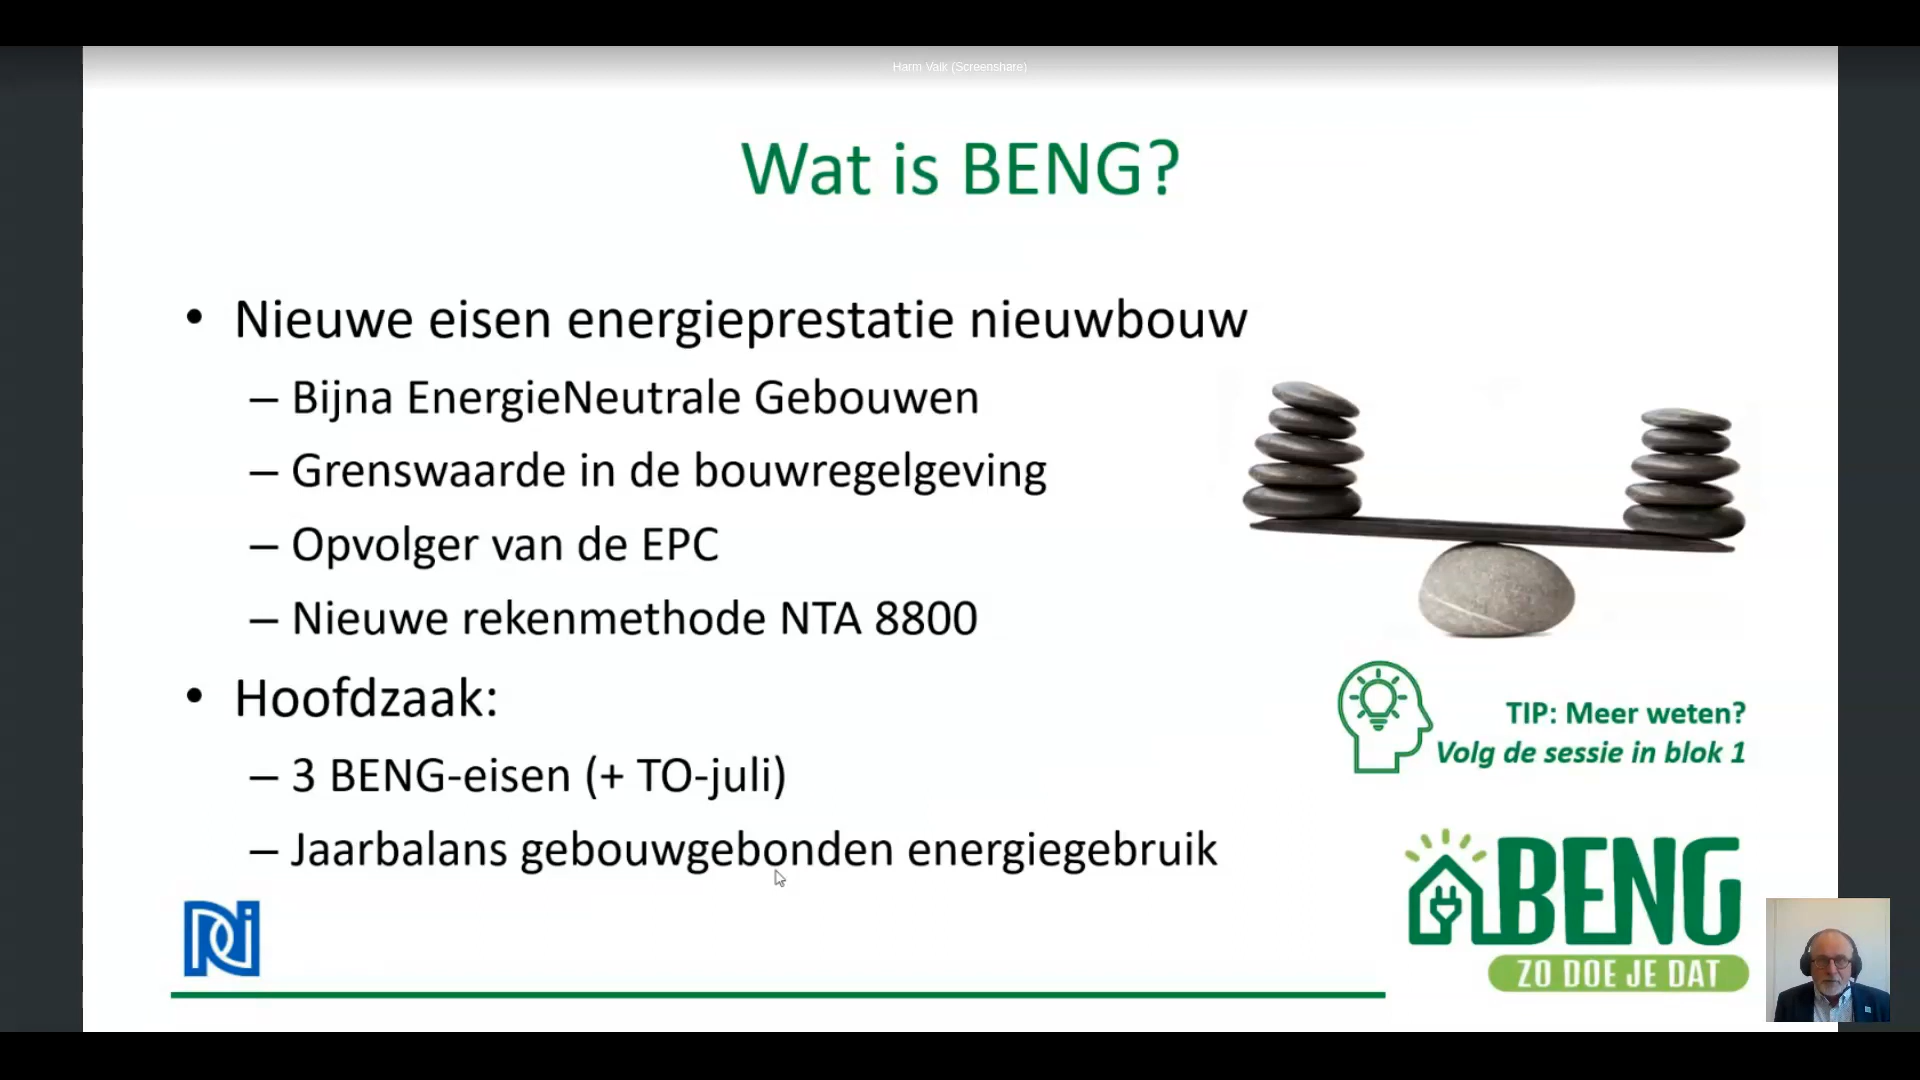 Harm Valk (Screenshare)
Wat is BENG?
• Nieuwe eisen energieprestatie nieuwbouw
– Bijna EnergieNeutrale Gebouwen
– Grenswaarde in de bouwregelgeving
– Opvolger van de EPC
– Nieuwe rekenmethode NTA 8800
• Hoofdzaak:
– 3 BENG-eisen (+ TO-juli)
– Jaarbalans gebouwgebonden energiegebruik
TIP: Meer weten?
Volg de sessie in blok 1
BENG
ZO DOE JE DAT